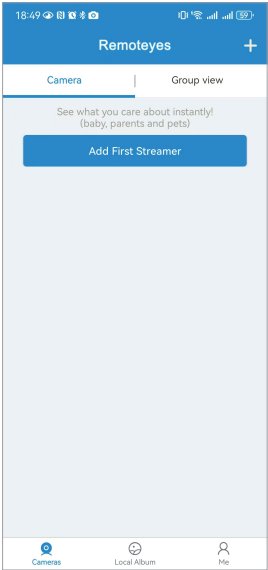 18:49
59
Remoteyes
+
Camera | Group view
See what you care about instantly!
(baby, parents and pets)
Add First Streamer
Cameras Local Album Me